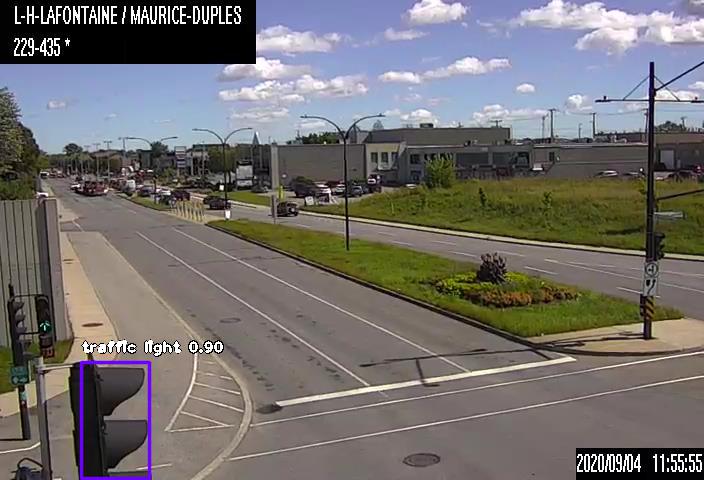 L-H-LAFONTAINE / MAURICE-DUPLES
229-435 *
traffic light 0.90
2020/09/04 11:55:55